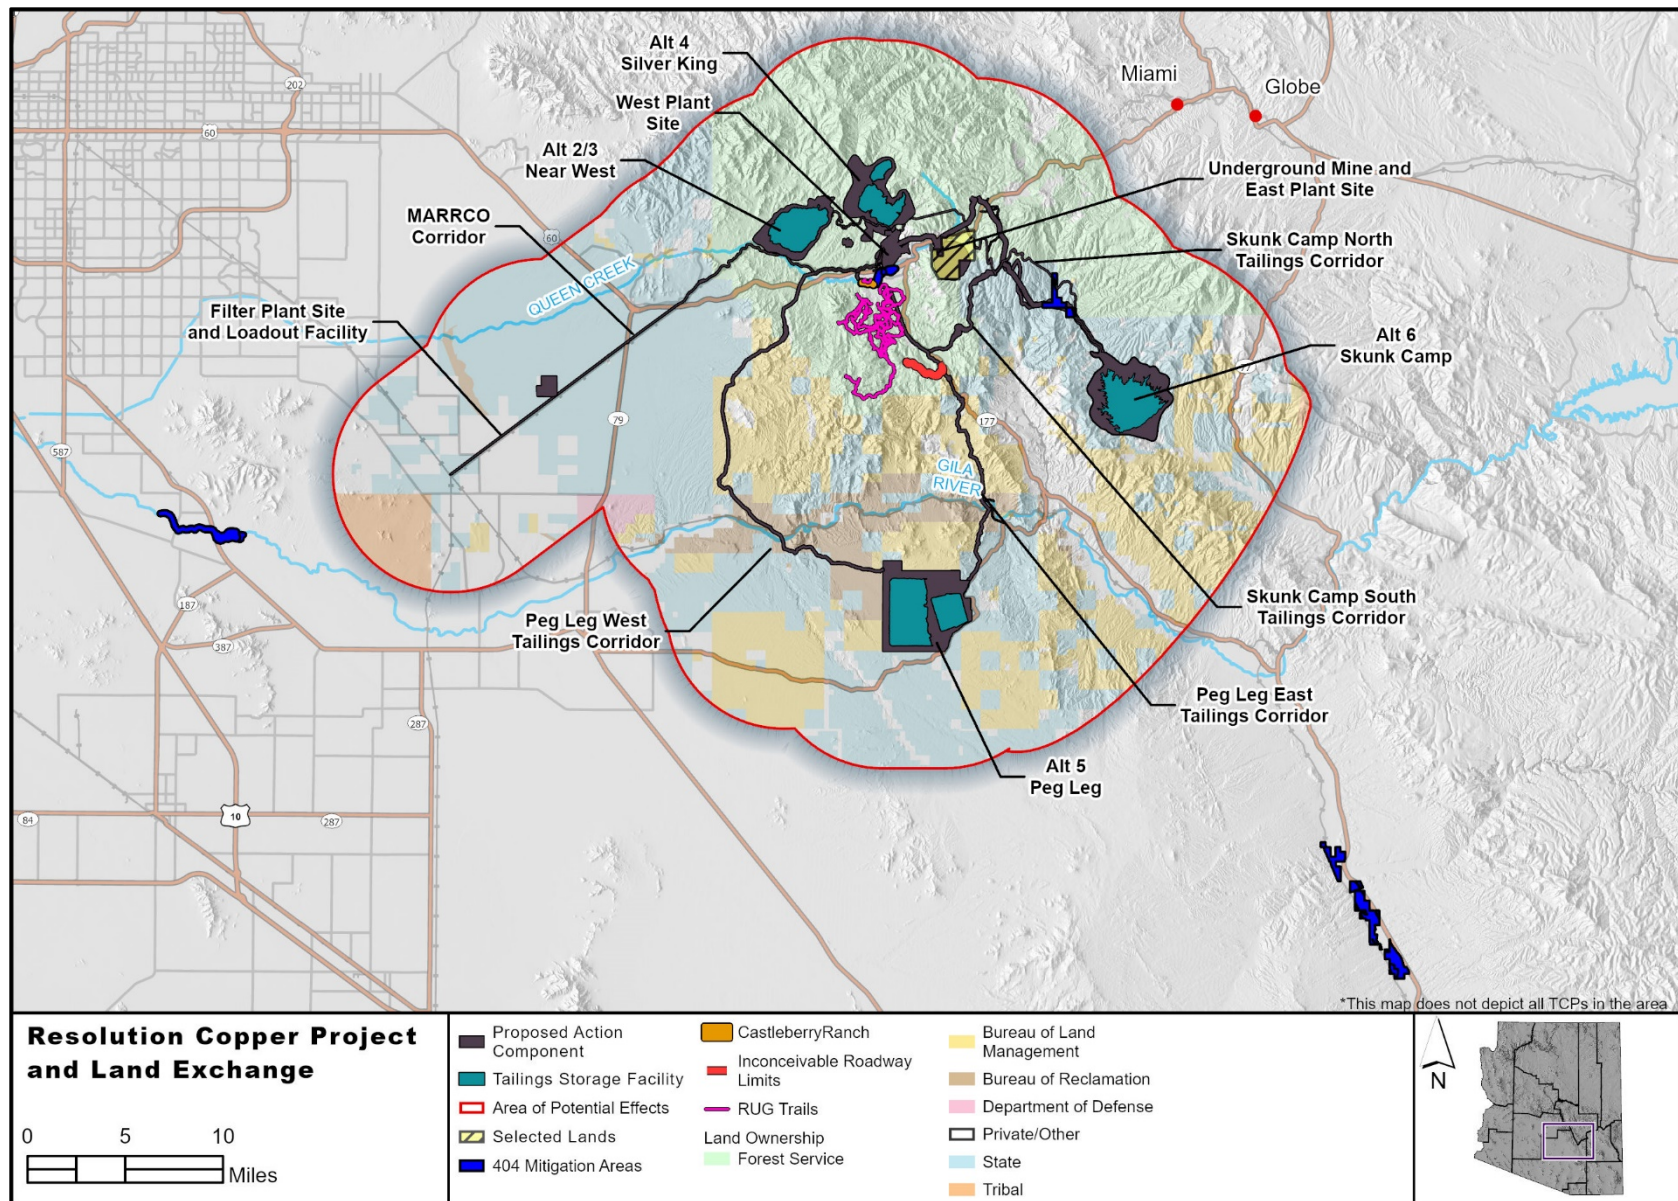 Alt 4
Silver King
West Plant
Site
Alt 2/3
Near West
MARRCO
Corridor
Filter Plant Site
and Loadout Facility
Miami
Globe
Underground Mine and
East Plant Site
Skunk Camp North
Tailings Corridor
Alt 6
Skunk Camp
202
60
60
QUEEN CREEK
79
77
177
587
GILA
RIVER
187
387
Peg Leg West
Tailings Corridor
Skunk Camp South
Tailings Corridor
Peg Leg East
Tailings Corridor
Alt 5
Peg Leg
287
84
10
287
*This map does not depict all TCPs in the area
Resolution Copper Project
and Land Exchange
0 5 10
Miles
Proposed Action
Component
Tailings Storage Facility
Area of Potential Effects
Selected Lands
404 Mitigation Areas
CastleberryRanch
Inconceivable Roadway
Limits
RUG Trails
Land Ownership
Forest Service
Bureau of Land
Management
Bureau of Reclamation
Department of Defense
Private/Other
State
Tribal
N